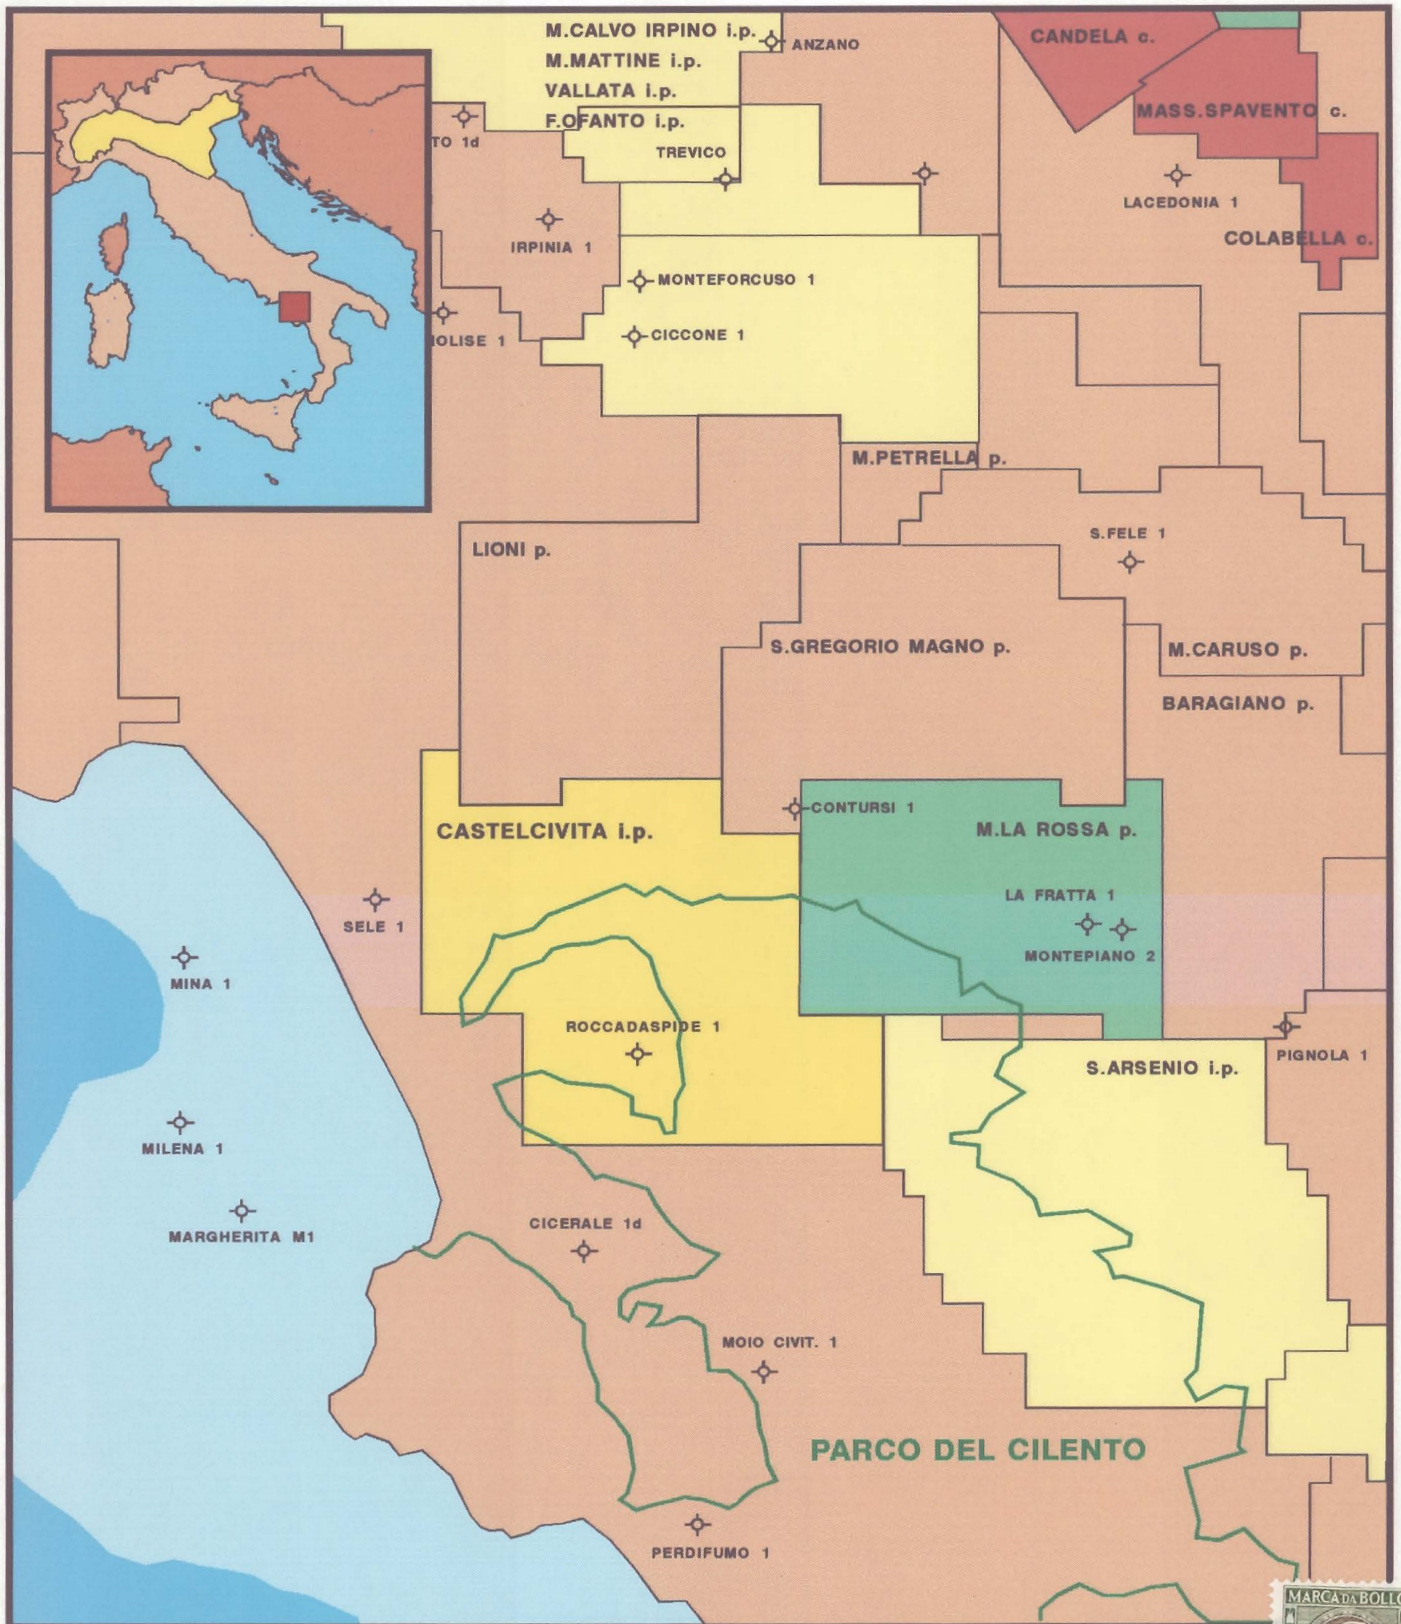 M.CALVO IRPINO i.p.
ANZANO
CANDELA c.
M.MATTINE i.p.
VALLATA i.p.
MASS.SPAVENTO c.
F.OFANTO i.p.
TO 1d
TREVICO
LACEDONIA 1
IRPINIA 1
COLABELLA c.
MONTEFORCUSO 1
CICCONE 1
OLISE 1
M.PETRELLA p.
S.FELE 1
LIONI p.
S.GREGORIO MAGNO p.
M.CARUSO p.
BARAGIANO p.
CONTURSI 1
CASTELCIVITA i.p.
M.LA ROSSA p.
LA FRATTA 1
SELE 1
MONTEPIANO 2
MINA 1
ROCCADASPIDE 1
PIGNOLA 1
S.ARSENIO i.p.
MILENA 1
CICERALE 1d
MARGHERITA M1
MOIO CIVIT. 1
PARCO DEL CILENTO
PERDIFUMO 1
MARCA DA BOLLO